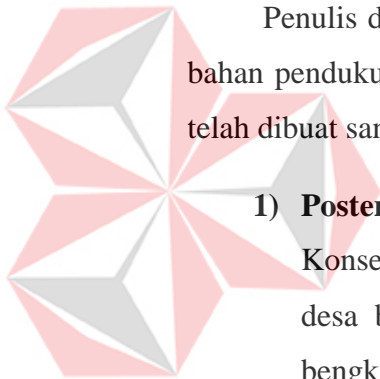 Penulis d
bahan penduku
telah dibuat sar
1) Poster
Konse
desa b
bengk